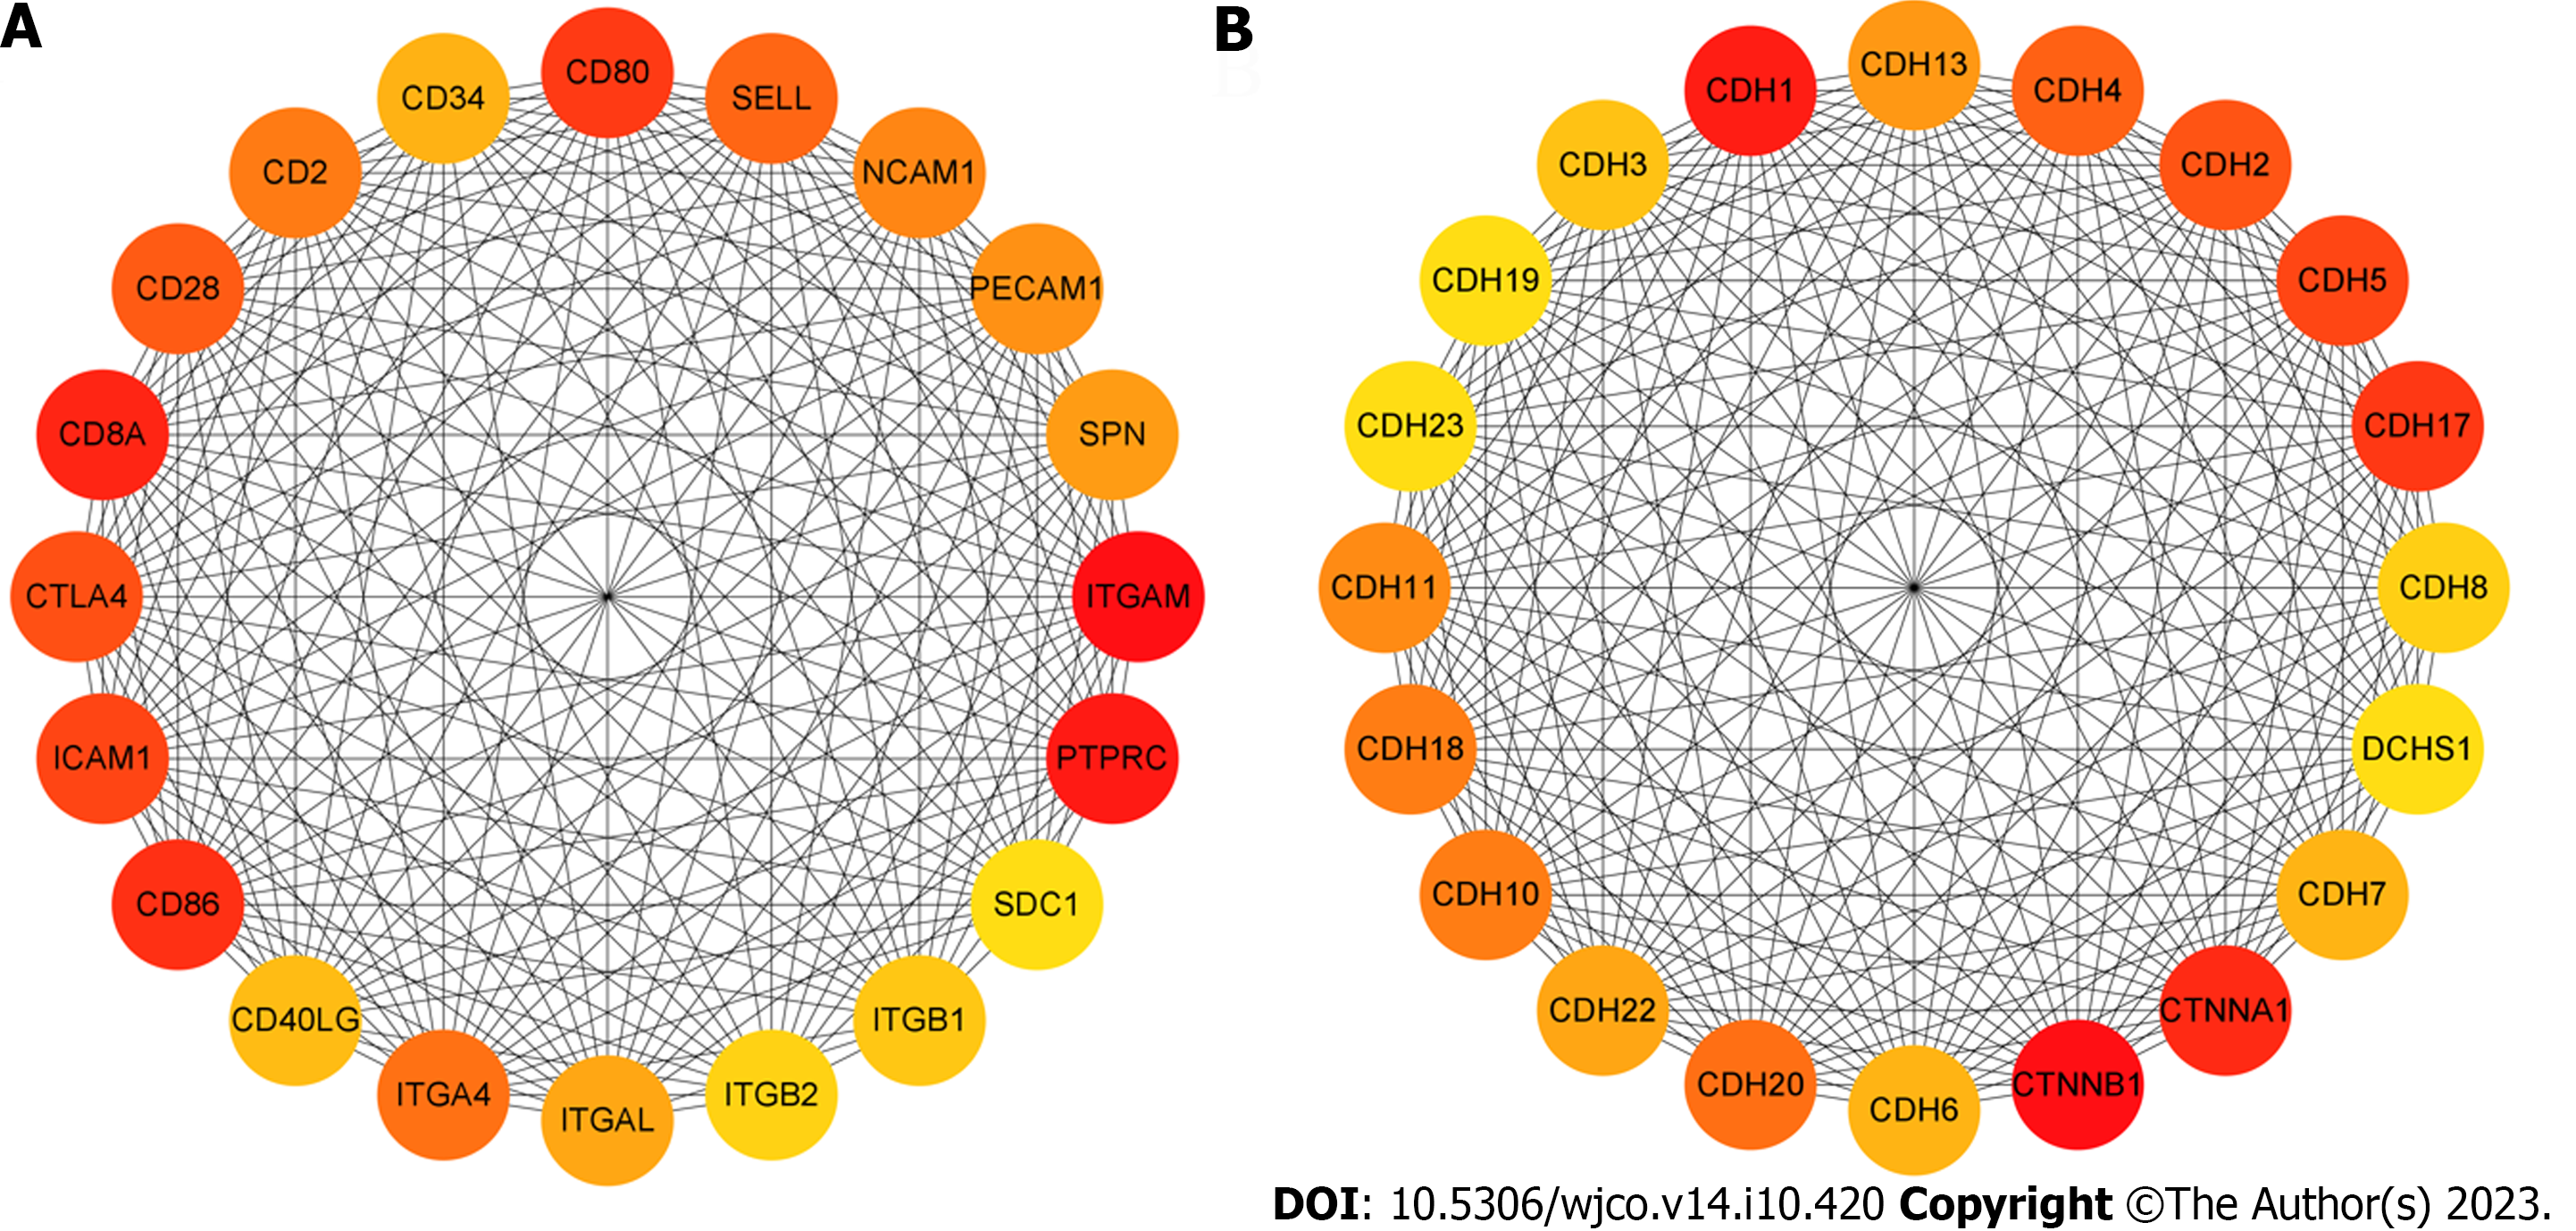 A
CD80
CD34
SELL
CD2
NCAM1
CD28
PECAM1
CD8A
SPN
CTLA4
ITGAM
ICAM1
PTPRC
CD86
SDC1
CD40LG
ITGB1
ITGA4
ITGB2
ITGAL
B
CDH13
CDH1
CDH4
CDH3
CDH2
CDH19
CDH5
CDH23
CDH17
CDH11
CDH8
CDH18
DCHS1
CDH10
CDH7
CDH22
CTNNA1
CDH20
CTNNB1
CDH6
DOI: 10.5306/wjco.v14.i10.420 Copyright ©The Author(s) 2023.